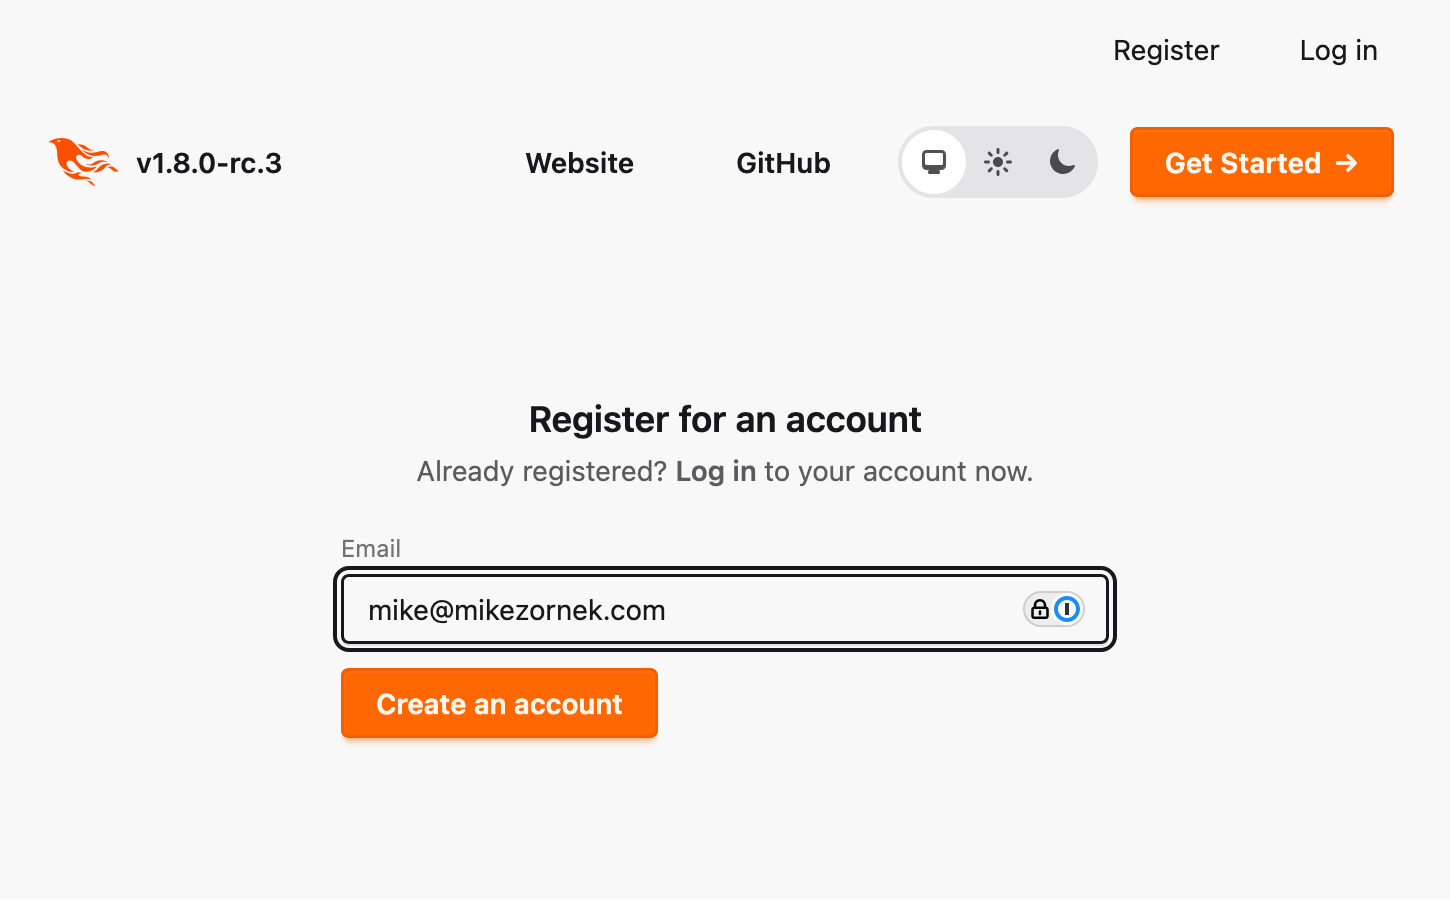 Register Log in
v1.8.0-rc.3 Website GitHub Get Started →
Register for an account
Already registered? Log in to your account now.
Email
mike@mikezornek.com
Create an account